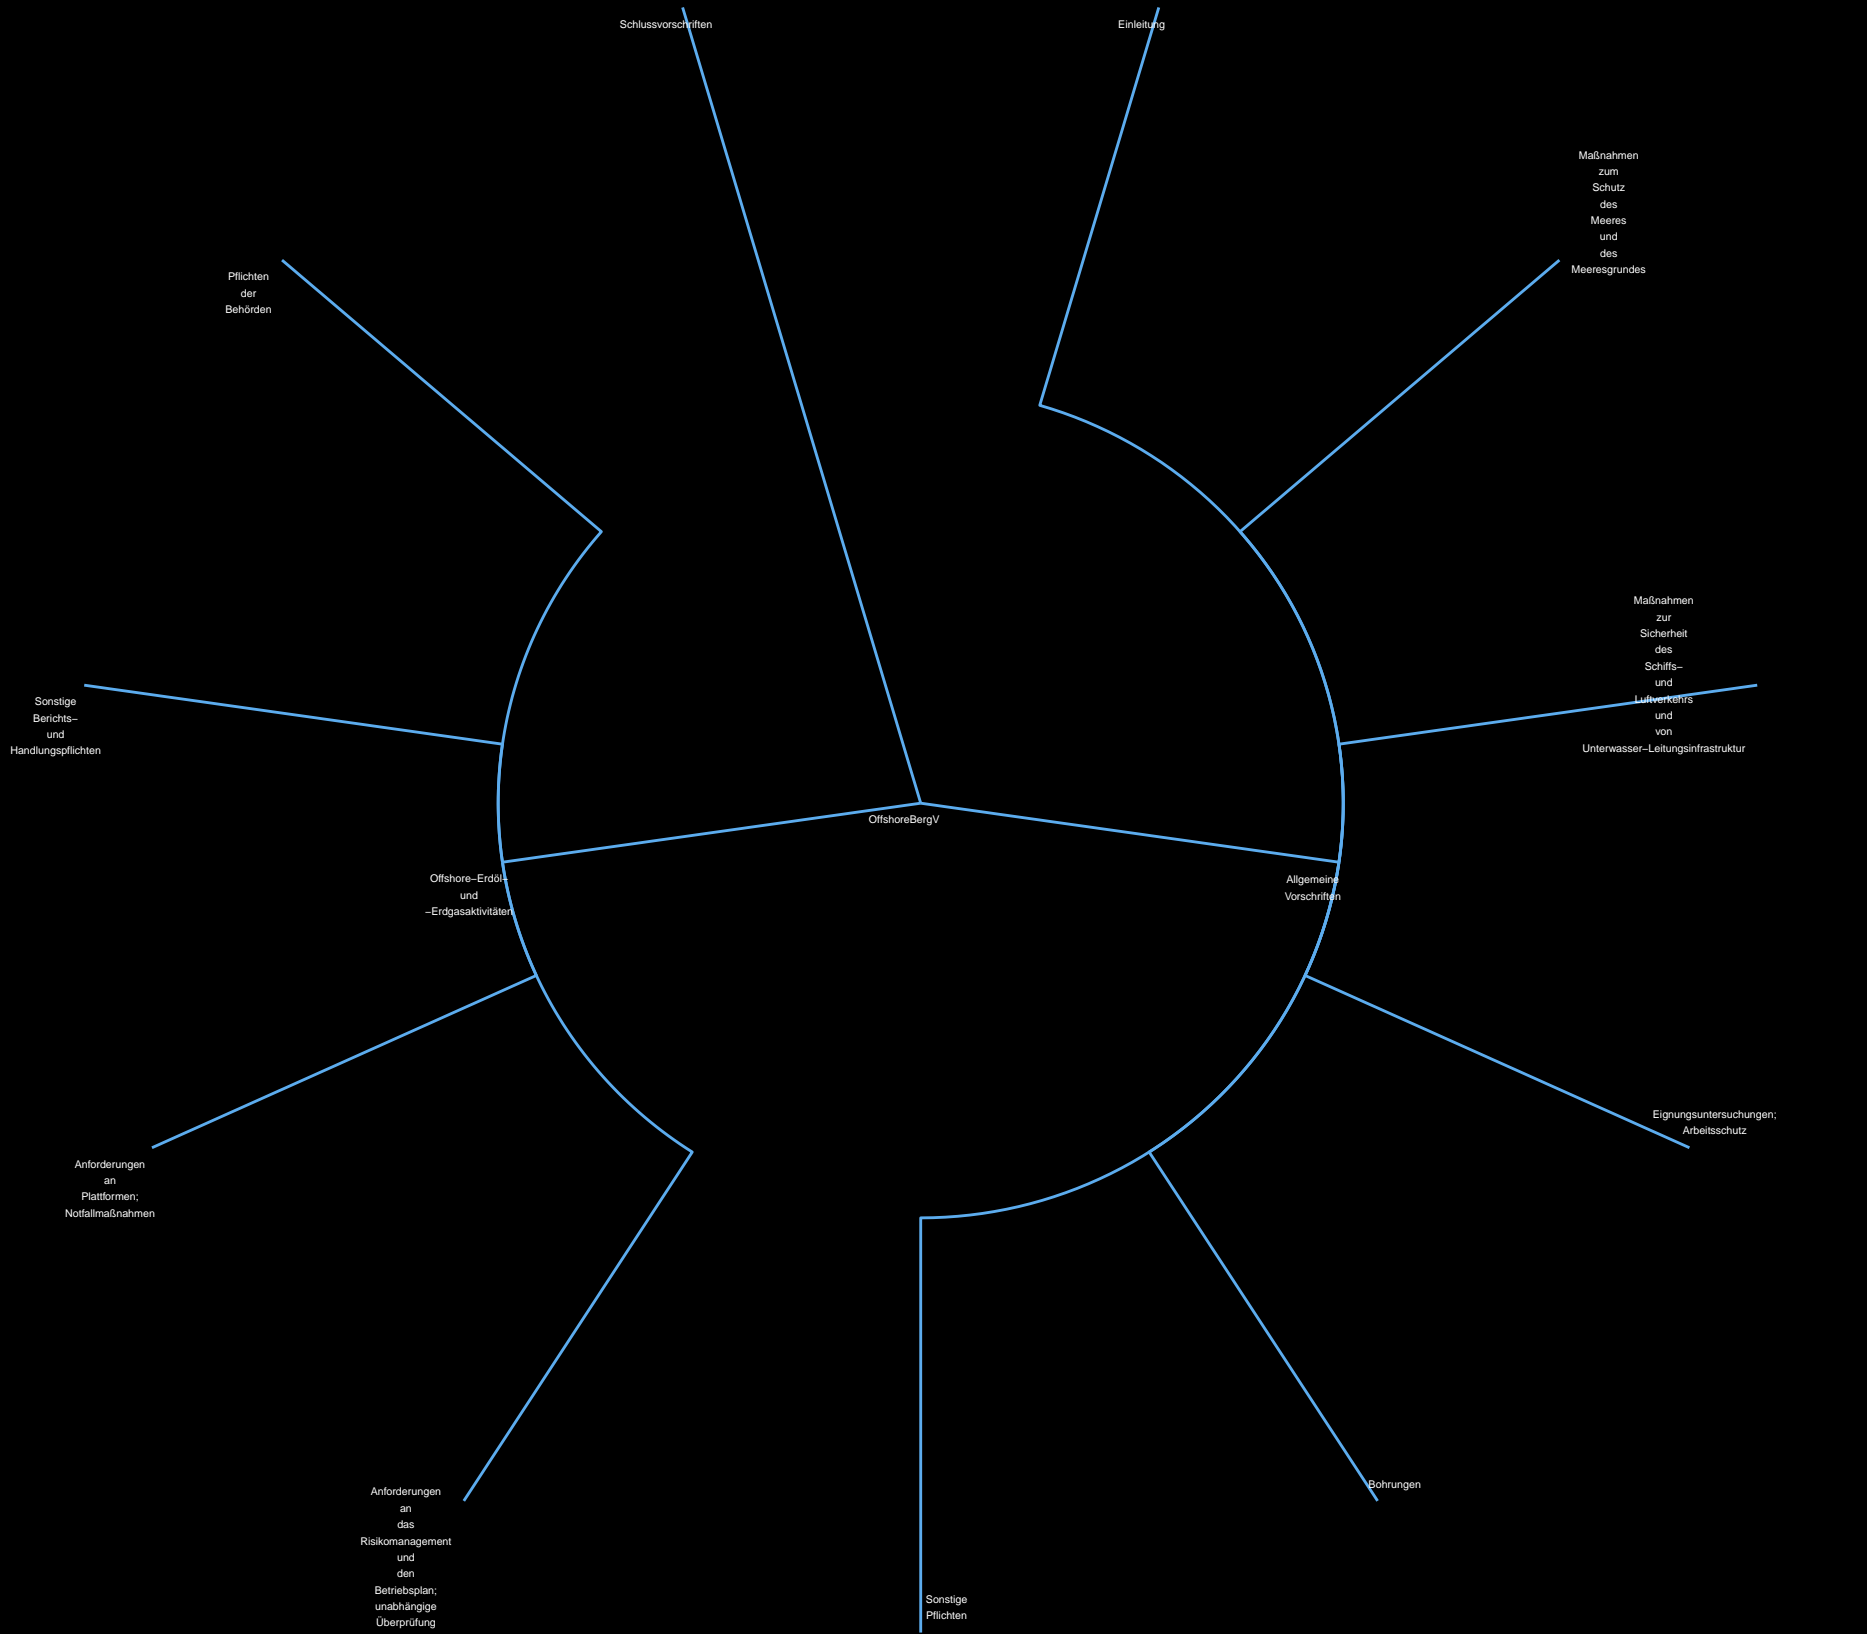 Schlussvorschriften
Einleitung
Maßnahmen
zum
Schutz
des
Meeres
und
des
Meeresgrundes
Pflichten
der
Behörden
Maßnahmen
zur
Sicherheit
des
Schiffs–
und
Luftverkehrs
und
von
Unterwasser–Leitungsinfrastruktur
Sonstige
Berichts–
und
Handlungspflichten
OffshoreBergV
Offshore–Erdöl–
und
–Erdgasaktivitäten
Allgemeine
Vorschriften
Eignungsuntersuchungen;
Arbeitsschutz
Anforderungen
an
Plattformen;
Notfallmaßnahmen
Bohrungen
Anforderungen
an
das
Risikomanagement
und
den
Betriebsplan;
unabhängige
Überprüfung
Sonstige
Pflichten